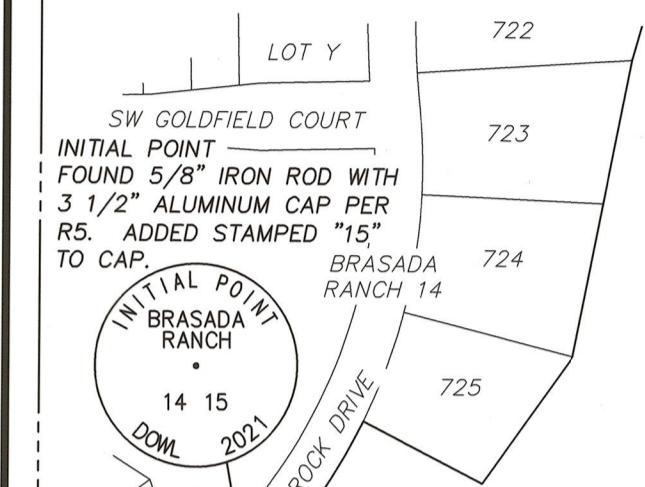 722
LOT Y
SW GOLDFIELD COURT
723
INITIAL POINT
FOUND 5/8" IRON ROD WITH
3 1/2" ALUMINUM CAP PER
R5. ADDED STAMPED "15"
TO CAP.
BRASADA
RANCH 14
724
INITIAL POINT
BRASADA
RANCH
14 15
DOWL 2021
ROCK DRIVE
725